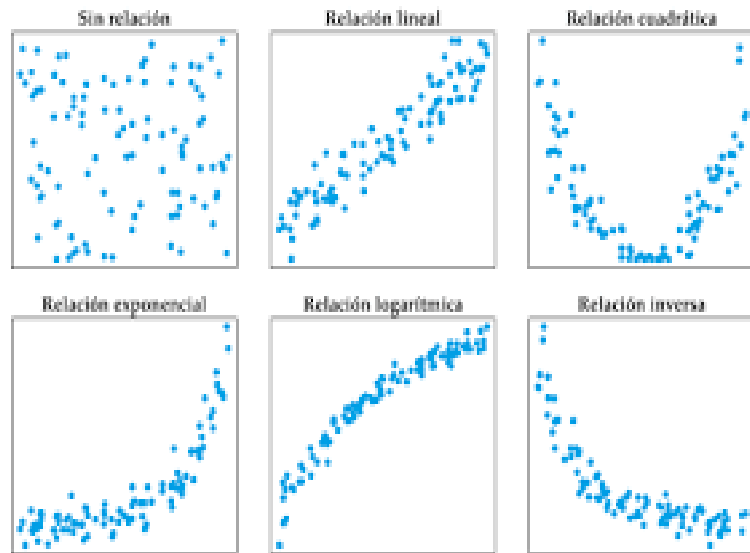 Sin relación
Relación lineal
Relación cuadrática
Relación exponencial
Relación logarítmica
Relación inversa